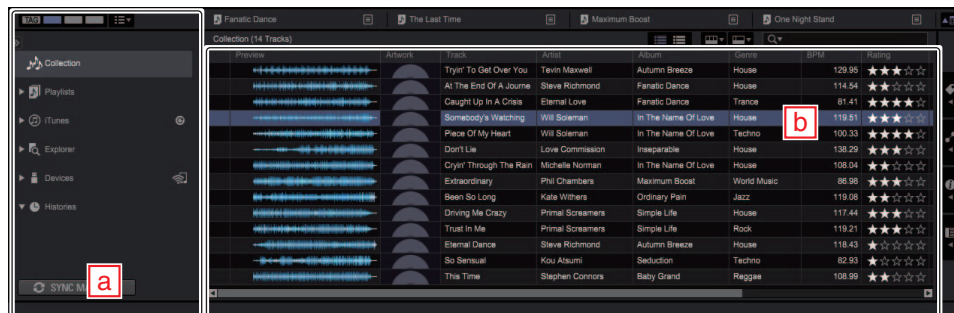 TAG
Fanatic Dance
The Last Time
Maximum Boost
One Night Stand
Collection (14 Tracks)
Collection
Playlists
iTunes
Explorer
Devices
Histories
SYNC M
a
b
Preview Artwork Track Artist Album Genre BPM Rating
Tryin' To Get Over You Tevin Maxwell Autumn Breeze House 129.95
At The End Of A Journe Steve Richmond Fanatic Dance House 114.54
Caught Up In A Crisis Eternal Love Fanatic Dance Trance 81.41
Somebody's Watching Will Soleman In The Name Of Love House 119.51
Piece Of My Heart Will Soleman In The Name Of Love Techno 100.33
Don't Lie Love Commission Inseparable House 138.29
Cryin' Through The Rain Michelle Norman In The Name Of Love House 108.04
Extraordinary Phil Chambers Maximum Boost World Music 86.98
Been So Long Kate Withers Ordinary Pain Jazz 119.08
Driving Me Crazy Primal Screamers Simple Life House 117.44
Trust In Me Primal Screamers Simple Life Rock 119.21
Eternal Dance Steve Richmond Autumn Breeze House 118.43
So Sensual Kou Atsumi Seduction Techno 82.93
This Time Stephen Connors Baby Grand Reggae 108.99